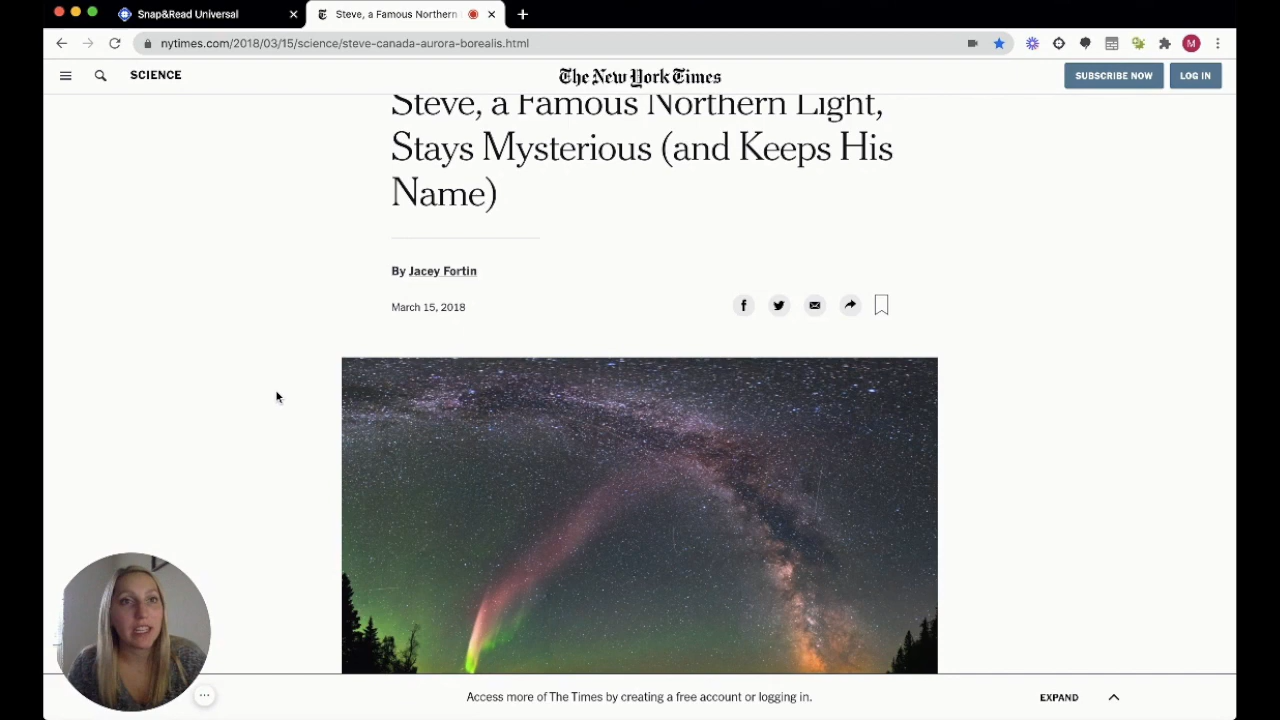 Snap&Read Universal
Steve, a Famous Northern
nytimes.com/2018/03/15/science/steve-canada-aurora-borealis.html
M
SCIENCE
The New York Times
SUBSCRIBE NOW
LOG IN
Steve, a Famous Northern Light,
Stays Mysterious (and Keeps His
Name)
By Jacey Fortin
March 15, 2018
Access more of The Times by creating a free account or logging in.
EXPAND